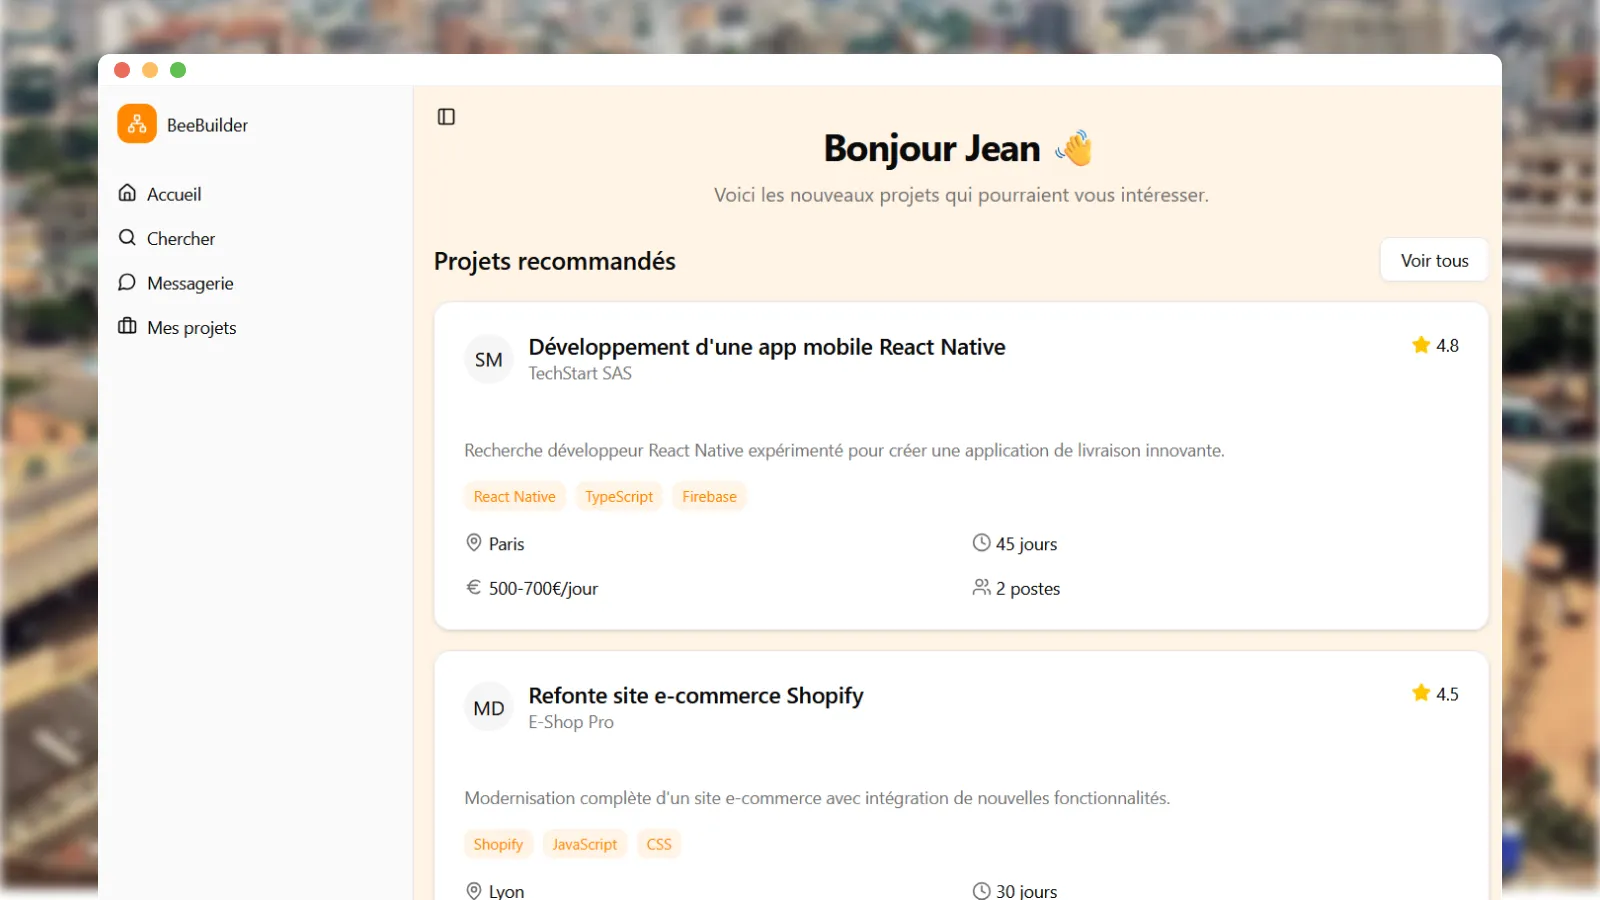 BeeBuilder
Accueil
Chercher
Messagerie
Mes projets
Bonjour Jean 👋
Voici les nouveaux projets qui pourraient vous intéresser.
Projets recommandés
Voir tous
SM
Développement d'une app mobile React Native
4.8
TechStart SAS
Recherche développeur React Native expérimenté pour créer une application de livraison innovante.
React Native TypeScript Firebase
Paris
45 jours
€ 500-700€/jour
2 postes
MD
Refonte site e-commerce Shopify
4.5
E-Shop Pro
Modernisation complète d'un site e-commerce avec intégration de nouvelles fonctionnalités.
Shopify JavaScript CSS
Lyon
30 jours